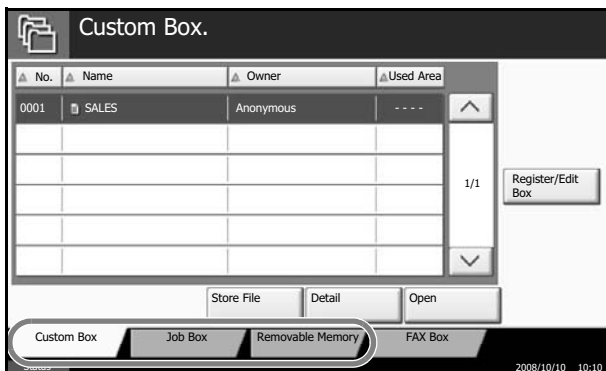 Custom Box.
No. Name Owner Used Area
0001 SALES Anonymous - - - -
1/1
Register/Edit
Box
Store File Detail Open
Custom Box Job Box Removable Memory FAX Box
Status 2008/10/10 10:10